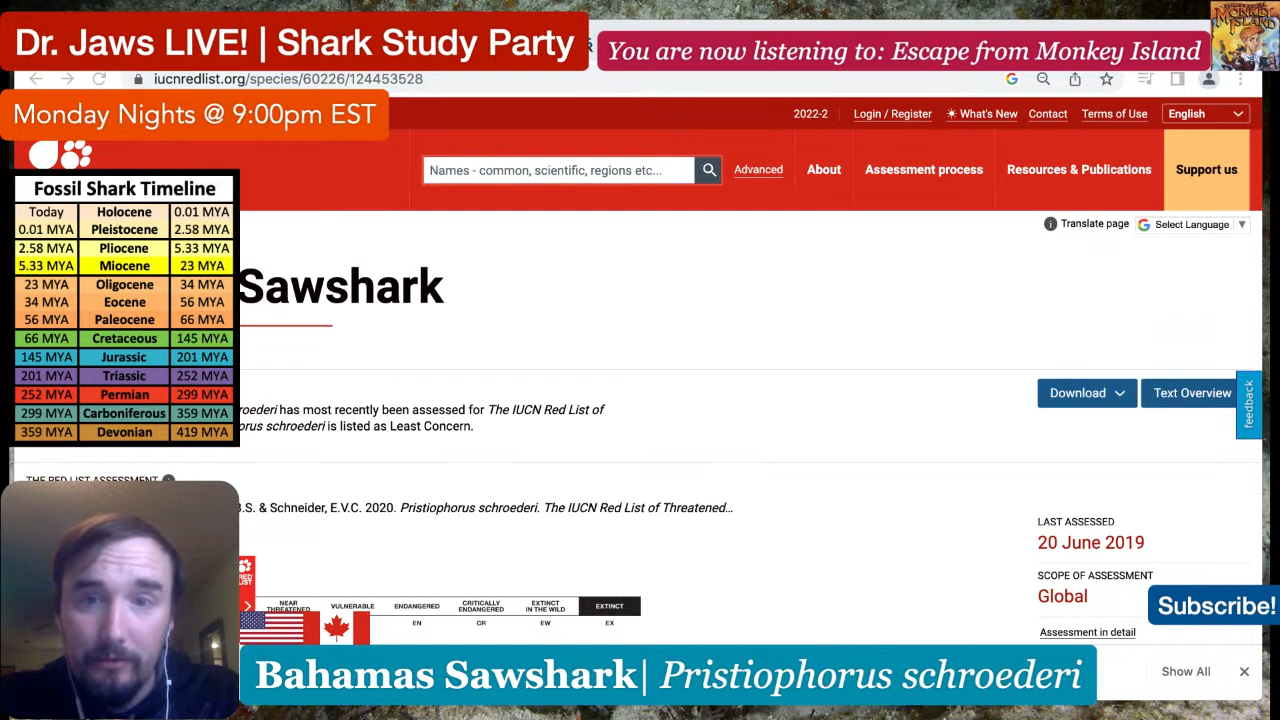 Dr. Jaws LIVE! | Shark Study Party
You are now listening to: Escape from Monkey Island
MONKEY
ISLAND
iucnredlist.org/species/60226/124453528
Monday Nights @ 9:00pm EST
2022-2
Login / Register
What's New
Contact
Terms of Use
English
Names - common, scientific, regions etc...
Advanced
About
Assessment process
Resources & Publications
Support us
Translate page
Select Language
Fossil Shark Timeline
Today Holocene 0.01 MYA
0.01 MYA Pleistocene 2.58 MYA
2.58 MYA Pliocene 5.33 MYA
5.33 MYA Miocene 23 MYA
23 MYA Oligocene 34 MYA
34 MYA Eocene 56 MYA
56 MYA Paleocene 66 MYA
66 MYA Cretaceous 145 MYA
145 MYA Jurassic 201 MYA
201 MYA Triassic 252 MYA
252 MYA Permian 299 MYA
299 MYA Carboniferous 359 MYA
359 MYA Devonian 419 MYA
Sawshark
Download
Text Overview
feedback
roederi has most recently been assessed for The IUCN Red List of
orus schroederi is listed as Least Concern.
THE RED LIST ASSESSMENT
B.S. & Schneider, E.V.C. 2020. Pristiophorus schroederi. The IUCN Red List of Threatened…
LAST ASSESSED
20 June 2019
SCOPE OF ASSESSMENT
Global
Assessment in detail
RED
LIST
NEAR THREATENED
VULNERABLE
ENDANGERED
CRITICALLY ENDANGERED
EXTINCT IN THE WILD
EXTINCT
EN
CR
EW
EX
Subscribe!
Show All
Bahamas Sawshark| Pristiophorus schroederi